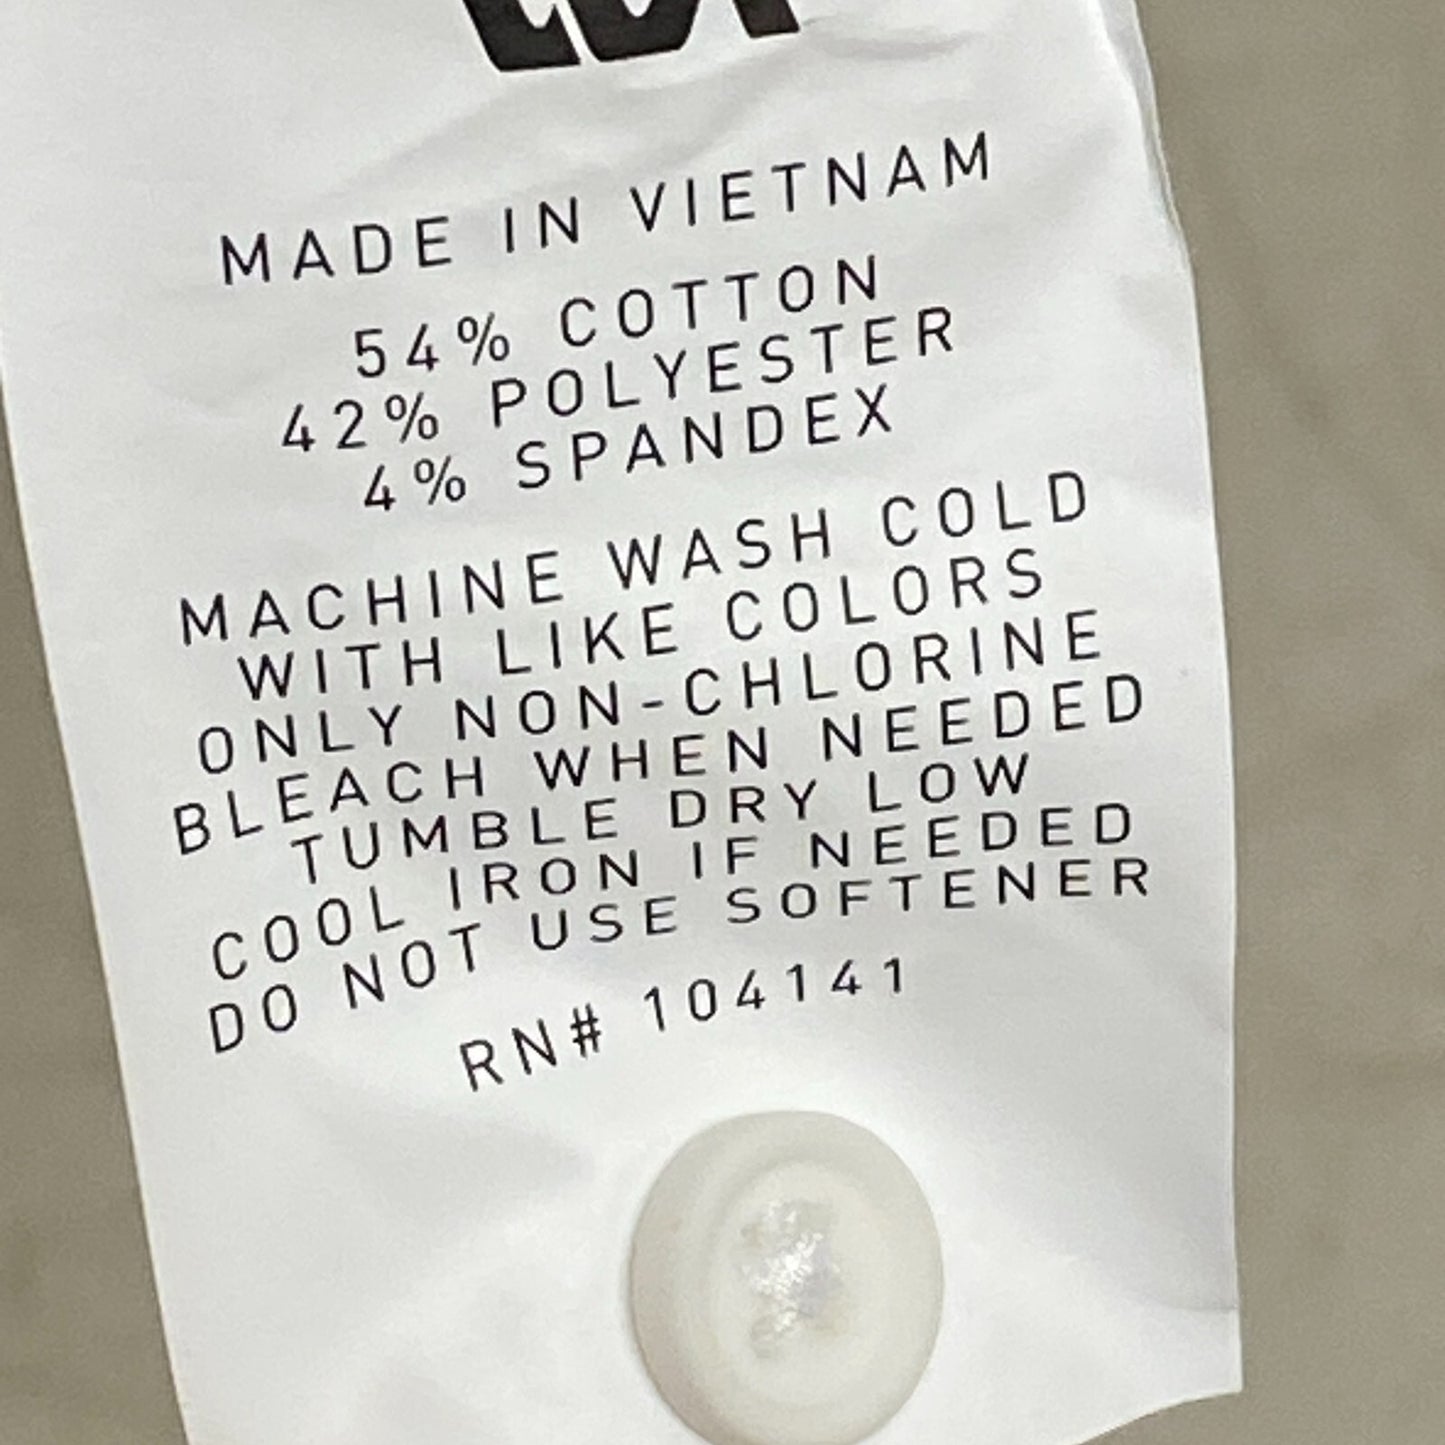 MADE IN VIETNAM
54% COTTON
42% POLYESTER
4% SPANDEX
MACHINE WASH COLD
WITH LIKE COLORS
ONLY NON-CHLORINE
BLEACH WHEN NEEDED
TUMBLE DRY LOW
COOL IRON IF NEEDED
DO NOT USE SOFTENER
RN# 104141